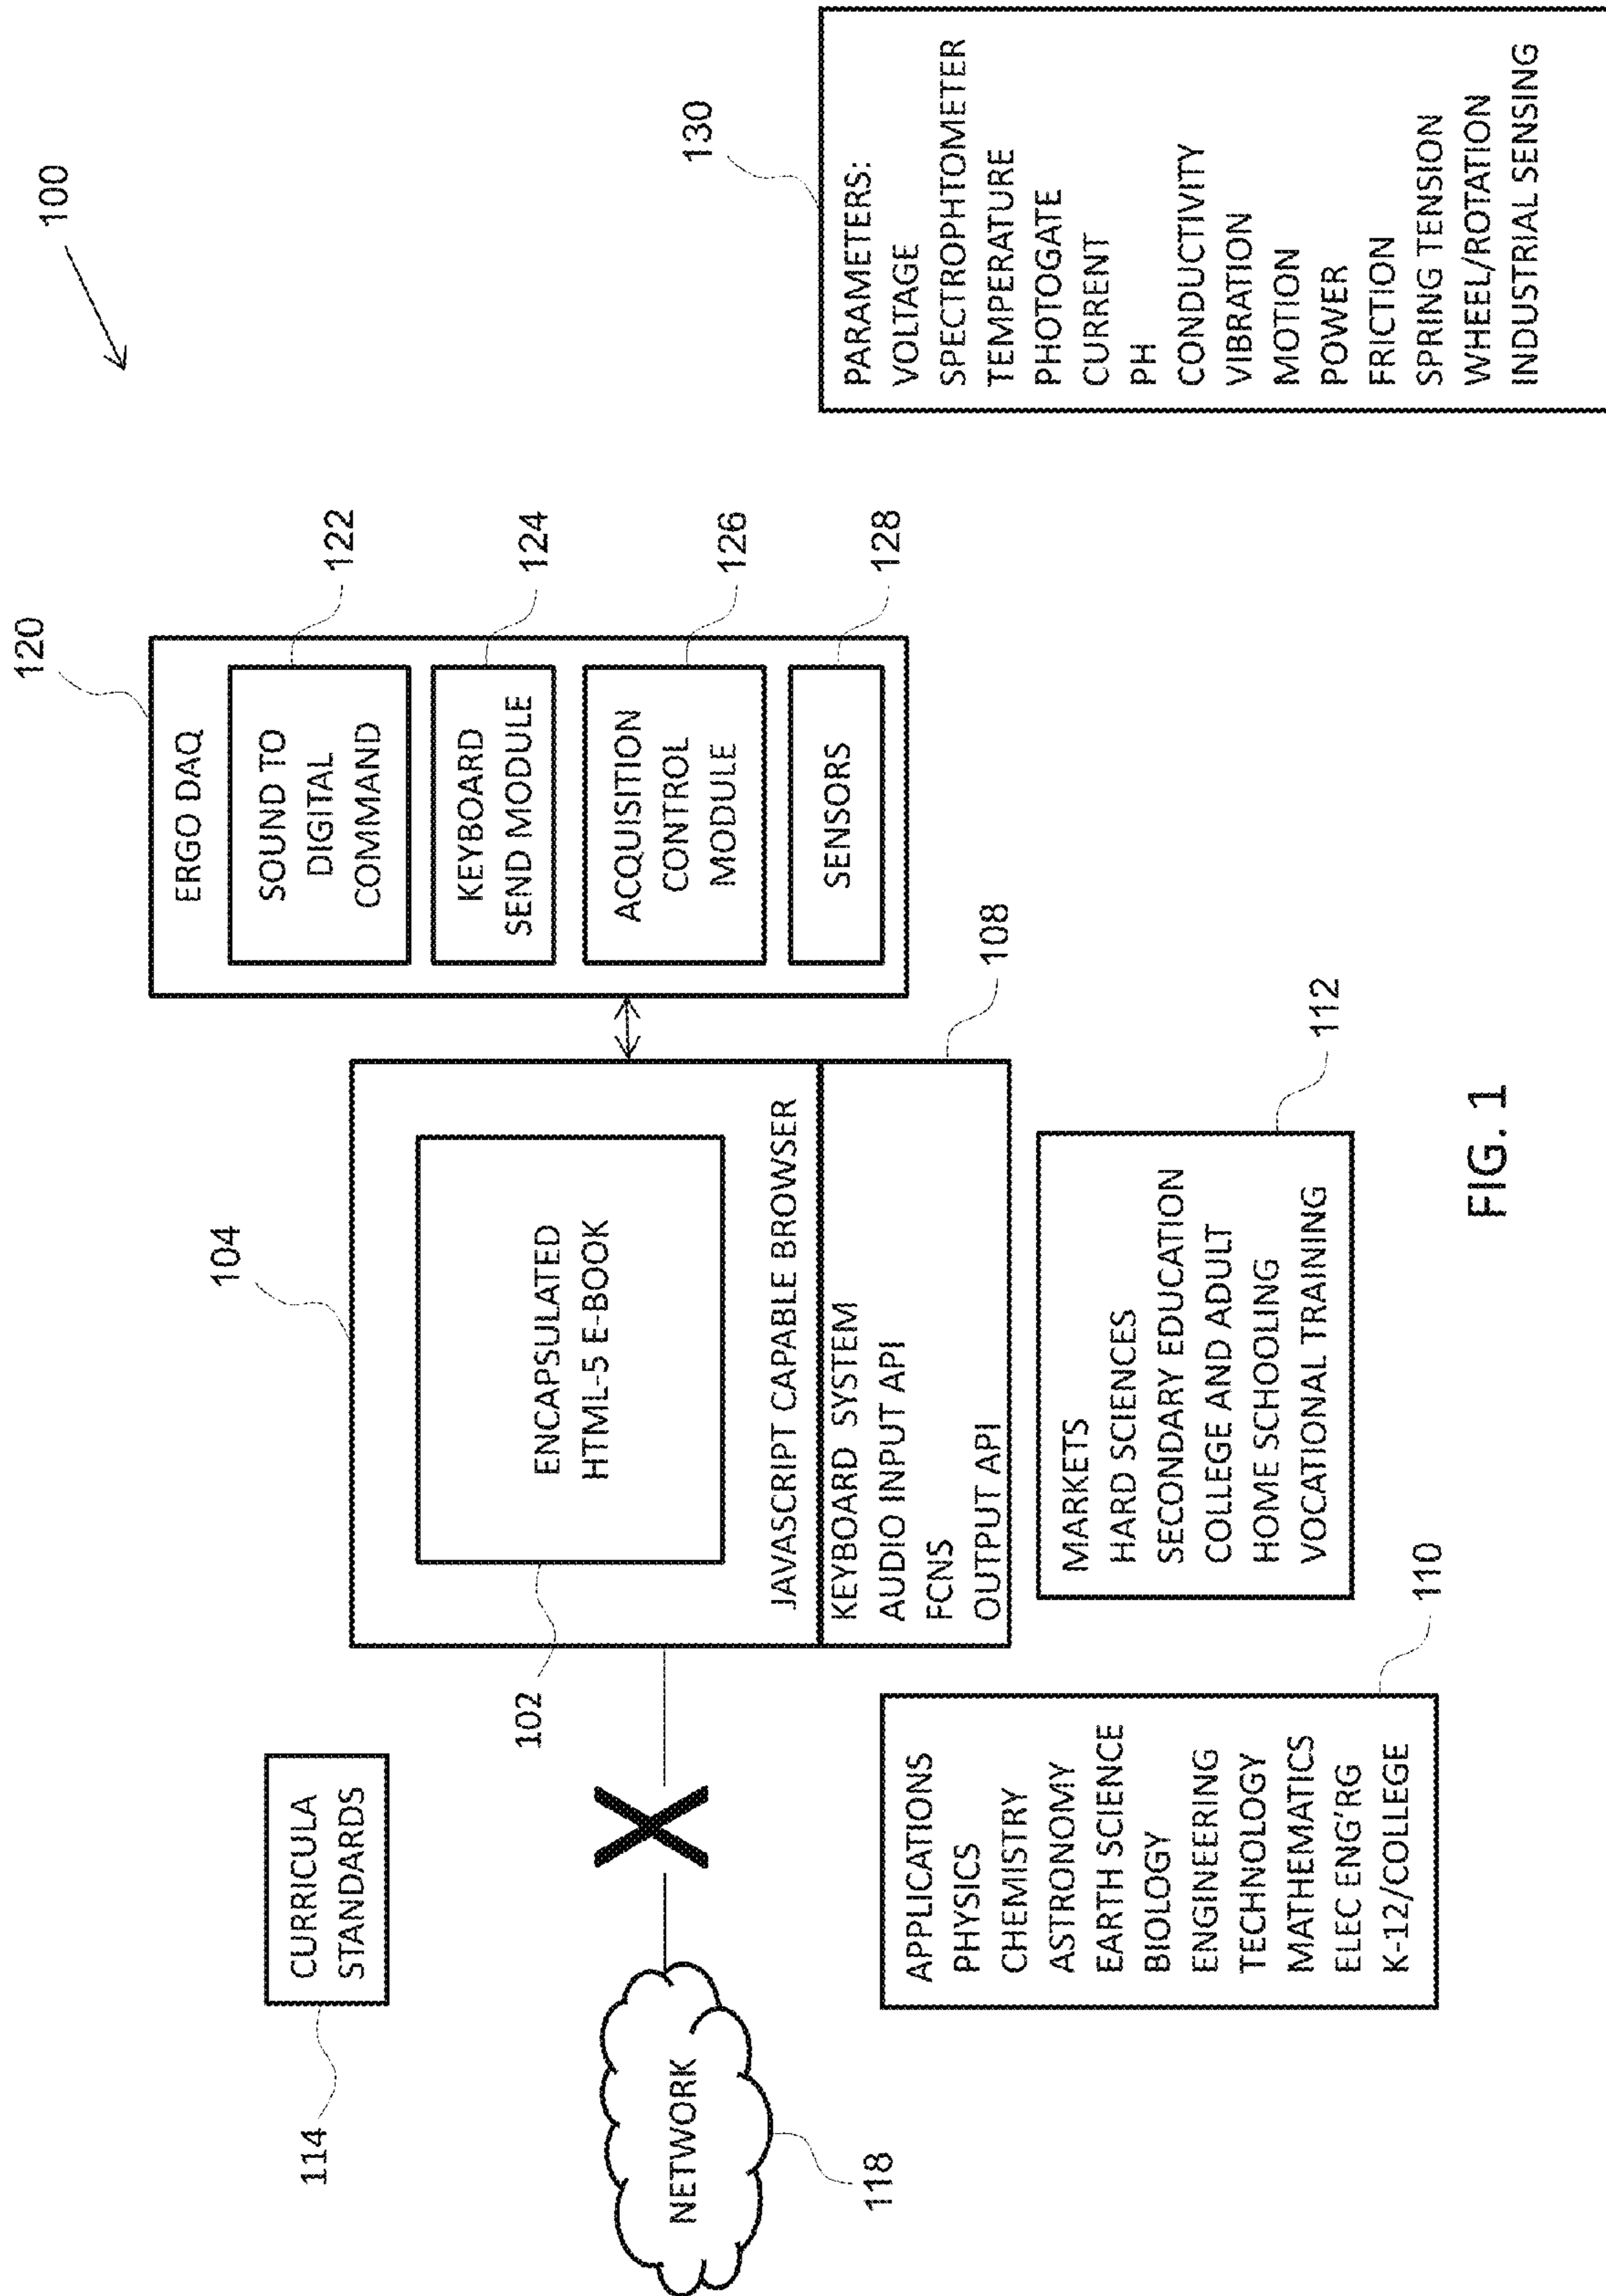 100
114
CURRICULA
STANDARDS
104
120
ERGO DAQ
SOUND TO
DIGITAL
COMMAND
122
KEYBOARD
SEND MODULE
124
ACQUISITION
CONTROL
MODULE
126
SENSORS
128
NETWORK
118
102
ENCAPSULATED
HTML-5 E-BOOK
JAVASCRIPT CAPABLE BROWSER
KEYBOARD SYSTEM
AUDIO INPUT API
FCNS
OUTPUT API
108
130
PARAMETERS:
VOLTAGE
SPECTROPHTOMETER
TEMPERATURE
PHOTOGATE
CURRENT
PH
CONDUCTIVITY
VIBRATION
MOTION
POWER
FRICTION
SPRING TENSION
WHEEL/ROTATION
INDUSTRIAL SENSING
APPLICATIONS
PHYSICS
CHEMISTRY
ASTRONOMY
EARTH SCIENCE
BIOLOGY
ENGINEERING
TECHNOLOGY
MATHEMATICS
ELEC ENG'RG
K-12/COLLEGE
110
MARKETS
HARD SCIENCES
SECONDARY EDUCATION
COLLEGE AND ADULT
HOME SCHOOLING
VOCATIONAL TRAINING
112
FIG. 1